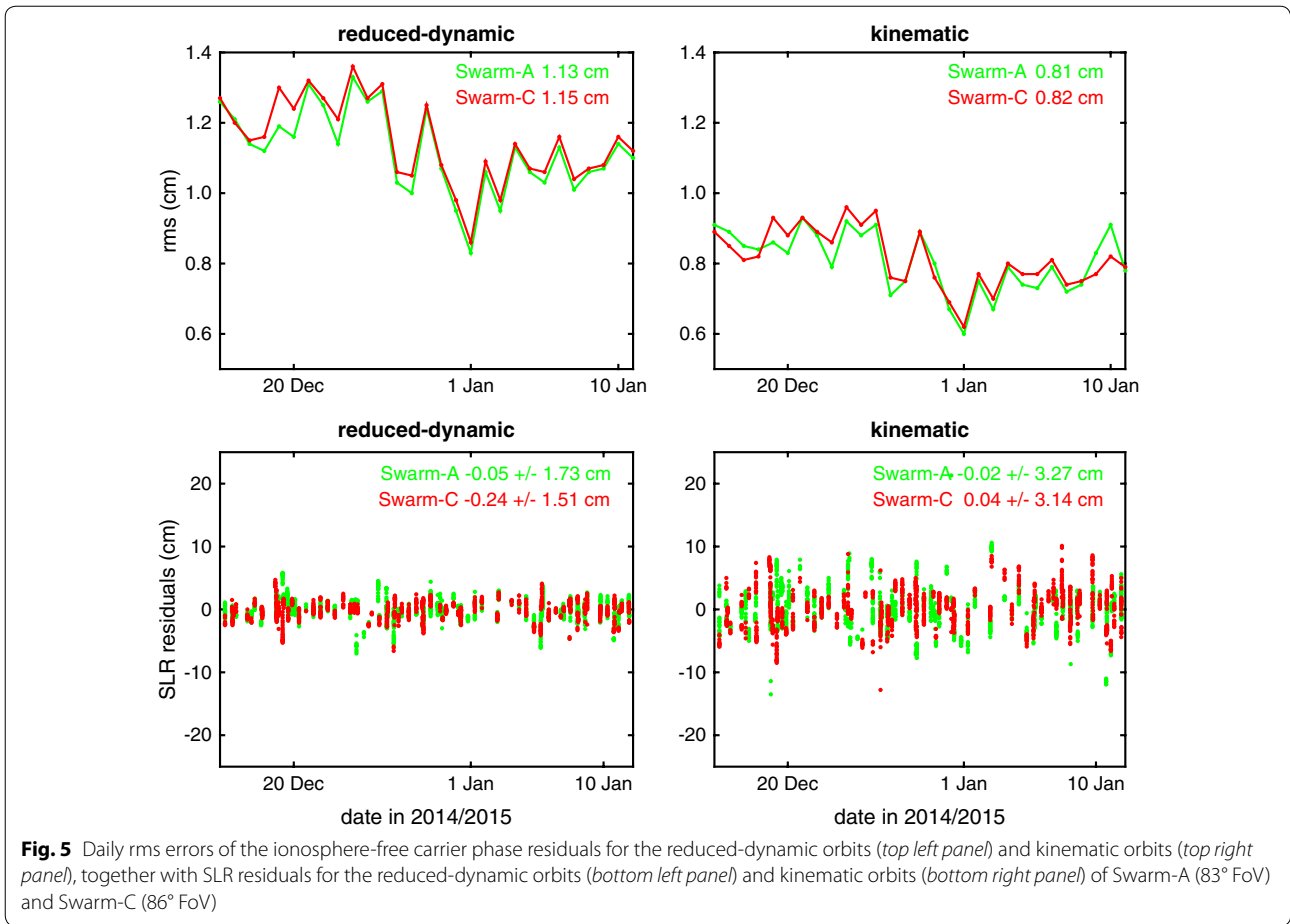 reduced-dynamic
1.4
1.2
1.0
0.8
0.6
rms (cm)
Swarm-A 1.13 cm
Swarm-C 1.15 cm
20 Dec
1 Jan
10 Jan
kinematic
1.4
1.2
1.0
0.8
0.6
Swarm-A 0.81 cm
Swarm-C 0.82 cm
20 Dec
1 Jan
10 Jan
reduced-dynamic
20
10
0
-10
-20
SLR residuals (cm)
Swarm-A -0.05 +/- 1.73 cm
Swarm-C -0.24 +/- 1.51 cm
20 Dec
1 Jan
10 Jan
date in 2014/2015
kinematic
20
10
0
-10
-20
Swarm-A -0.02 +/- 3.27 cm
Swarm-C 0.04 +/- 3.14 cm
20 Dec
1 Jan
10 Jan
date in 2014/2015
Fig. 5 Daily rms errors of the ionosphere-free carrier phase residuals for the reduced-dynamic orbits (top left panel) and kinematic orbits (top right
panel), together with SLR residuals for the reduced-dynamic orbits (bottom left panel) and kinematic orbits (bottom right panel) of Swarm-A (83° FoV)
and Swarm-C (86° FoV)